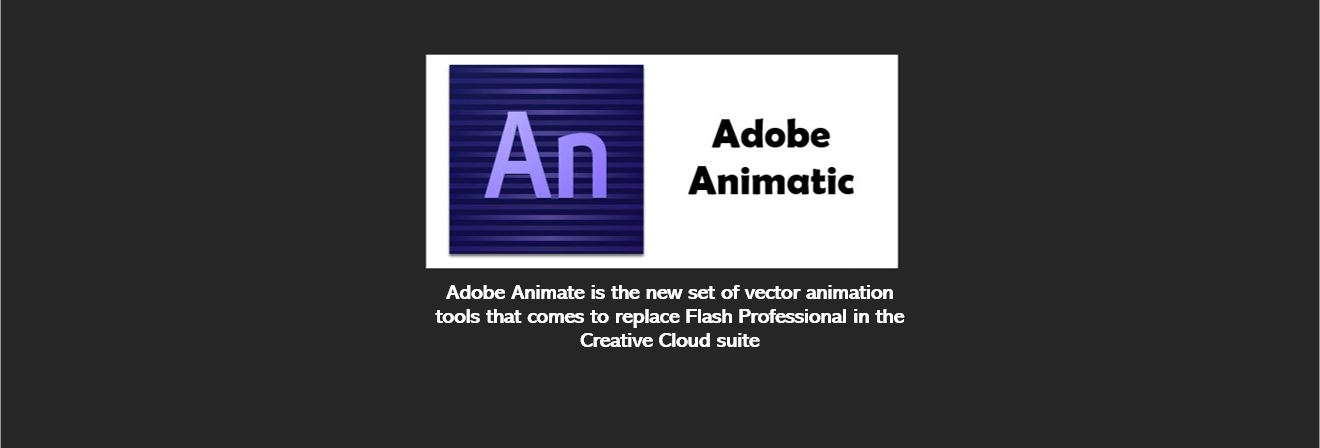 An
Adobe
Animatic
Adobe Animate is the new set of vector animation
tools that comes to replace Flash Professional in the
Creative Cloud suite